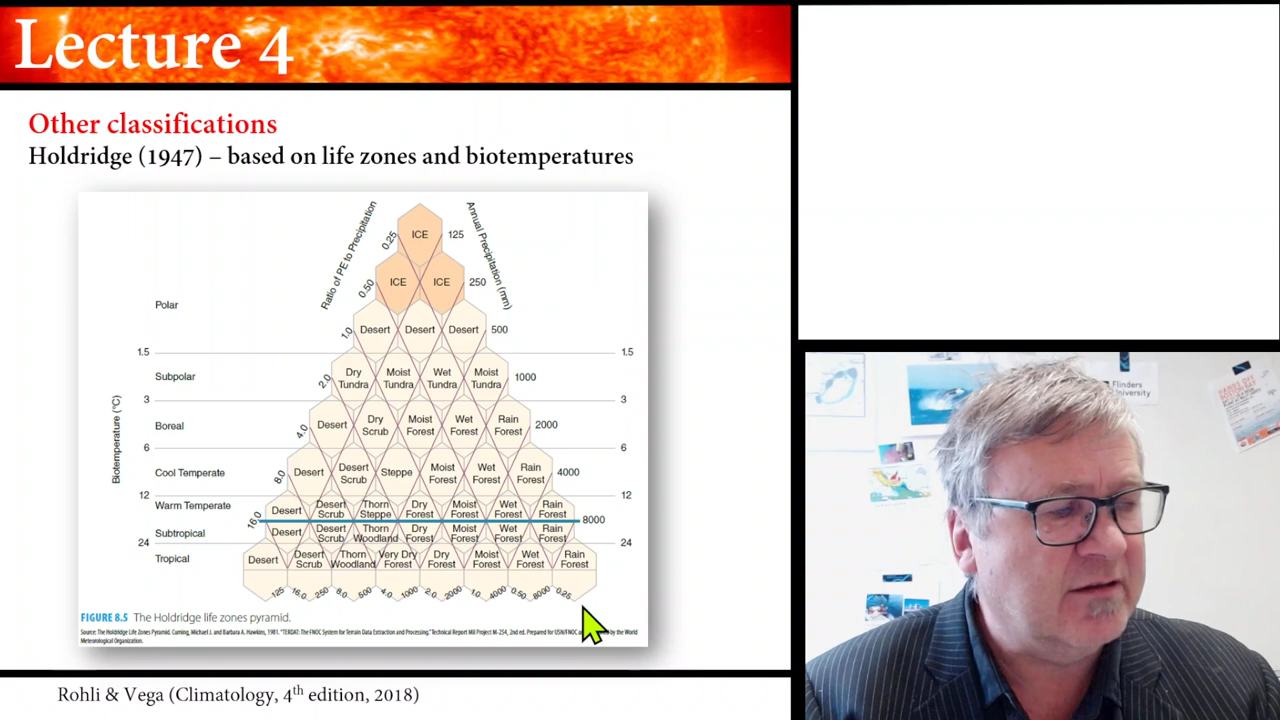 Lecture 4
Other classifications
Holdridge (1947) – based on life zones and biotemperatures
Ratio of PE to Precipitation
Annual Precipitation (mm)
Biotemperature (°C)
0.25 ICE 125
0.50 ICE ICE 250
Polar
1.0 Desert Desert Desert 500
1.5 1.5
Subpolar 2.0 Dry Tundra Moist Tundra Wet Tundra Moist Tundra 1000
3 3
Boreal 4.0 Desert Dry Scrub Moist Forest Wet Forest Rain Forest 2000
6 6
Cool Temperate 8.0 Desert Desert Scrub Steppe Moist Forest Wet Forest Rain Forest 4000
12 12
Warm Temperate Desert Desert Scrub Thorn Steppe Dry Forest Moist Forest Wet Forest Rain Forest
16.0 8000
Subtropical Desert Desert Scrub Thorn Woodland Dry Forest Moist Forest Wet Forest Rain Forest
24 24
Tropical Desert Desert Scrub Thorn Woodland Very Dry Forest Dry Forest Moist Forest Wet Forest Rain Forest
125 16.0 250 8.0 500 4.0 1000 2.0 2000 1.0 4000 0.50 8000 0.25
FIGURE 8.5 The Holdridge life zones pyramid.
Source: The Holdridge Life Zones Pyramid. Cuming, Michael J. and Barbara A. Hawkins, 1981. "TERDAT: The FNOC System for Terrain Data Extraction and Processing." Technical Report MII Project M-254, 2nd ed. Prepared for USN/FNOC by the World
Meteorological Organization.
Rohli & Vega (Climatology, 4th edition, 2018)
Flinders
University